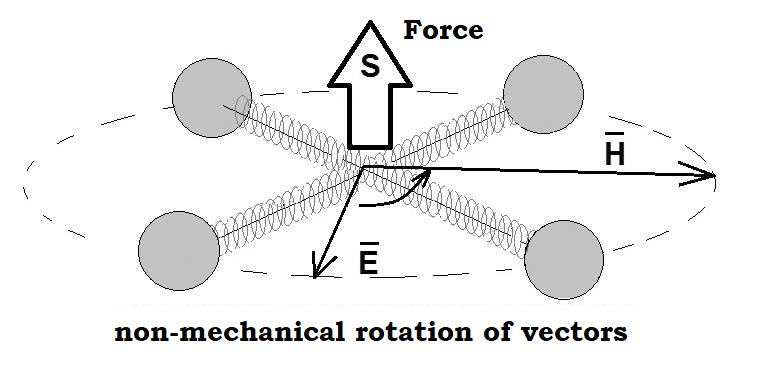 Force
S
H̅
E̅
non-mechanical rotation of vectors